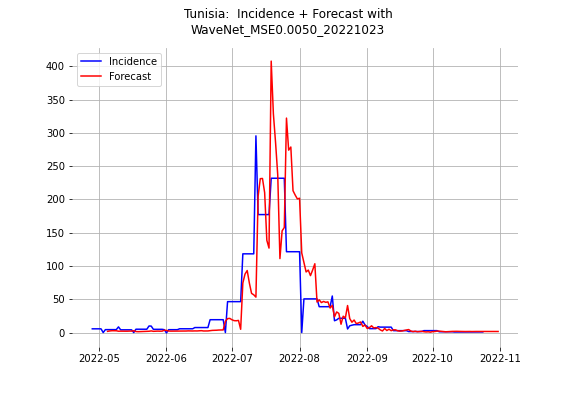 Tunisia:  Incidence + Forecast with
WaveNet_MSE0.0050_20221023
Incidence
Forecast
400
350
300
250
200
150
100
50
0
2022-05 2022-06 2022-07 2022-08 2022-09 2022-10 2022-11